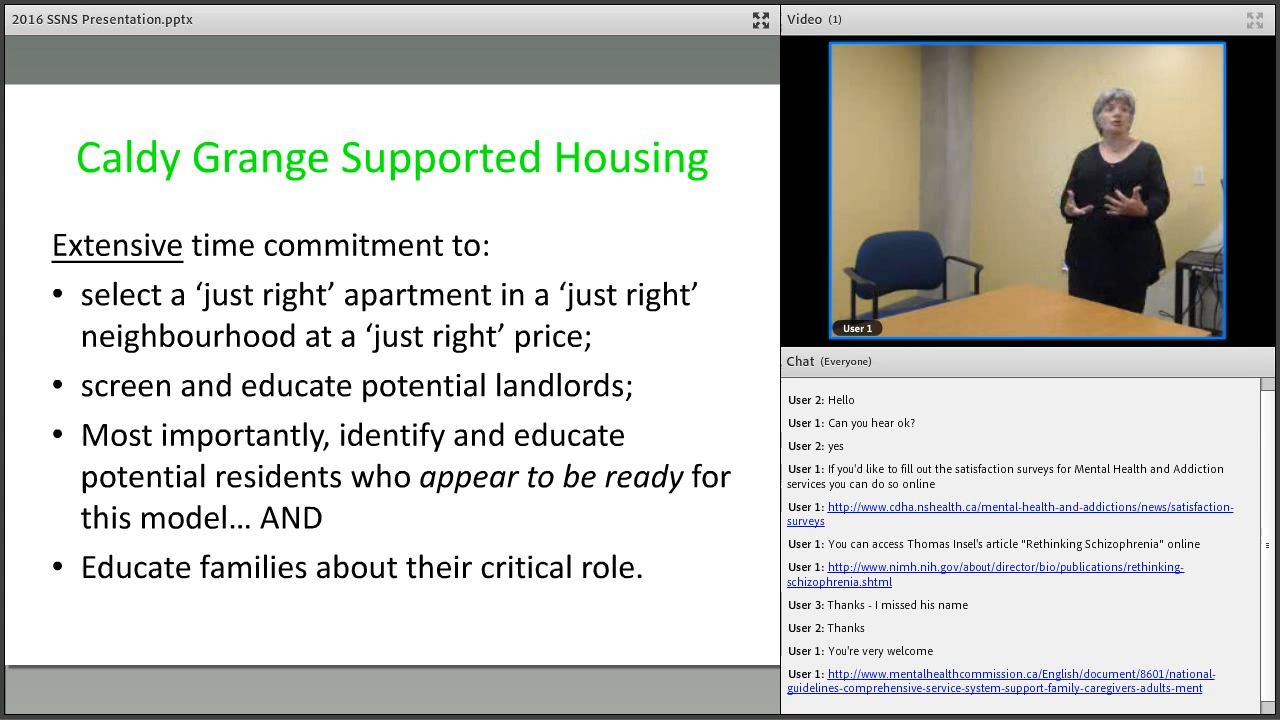 2016 SSNS Presentation.pptx
Caldy Grange Supported Housing
Extensive time commitment to:
• select a ‘just right’ apartment in a ‘just right’
neighbourhood at a ‘just right’ price;
• screen and educate potential landlords;
• Most importantly, identify and educate
potential residents who appear to be ready for
this model… AND
• Educate families about their critical role.
Video (1)
User 1
Chat (Everyone)
User 2: Hello
User 1: Can you hear ok?
User 2: yes
User 1: If you'd like to fill out the satisfaction surveys for Mental Health and Addiction
services you can do so online
User 1: http://www.cdha.nshealth.ca/mental-health-and-addictions/news/satisfaction-
surveys
User 1: You can access Thomas Insel's article "Rethinking Schizophrenia" online
User 1: http://www.nimh.nih.gov/about/director/bio/publications/rethinking-
schizophrenia.shtml
User 3: Thanks - I missed his name
User 2: Thanks
User 1: You're very welcome
User 1: http://www.mentalhealthcommission.ca/English/document/8601/national-
guidelines-comprehensive-service-system-support-family-caregivers-adults-ment